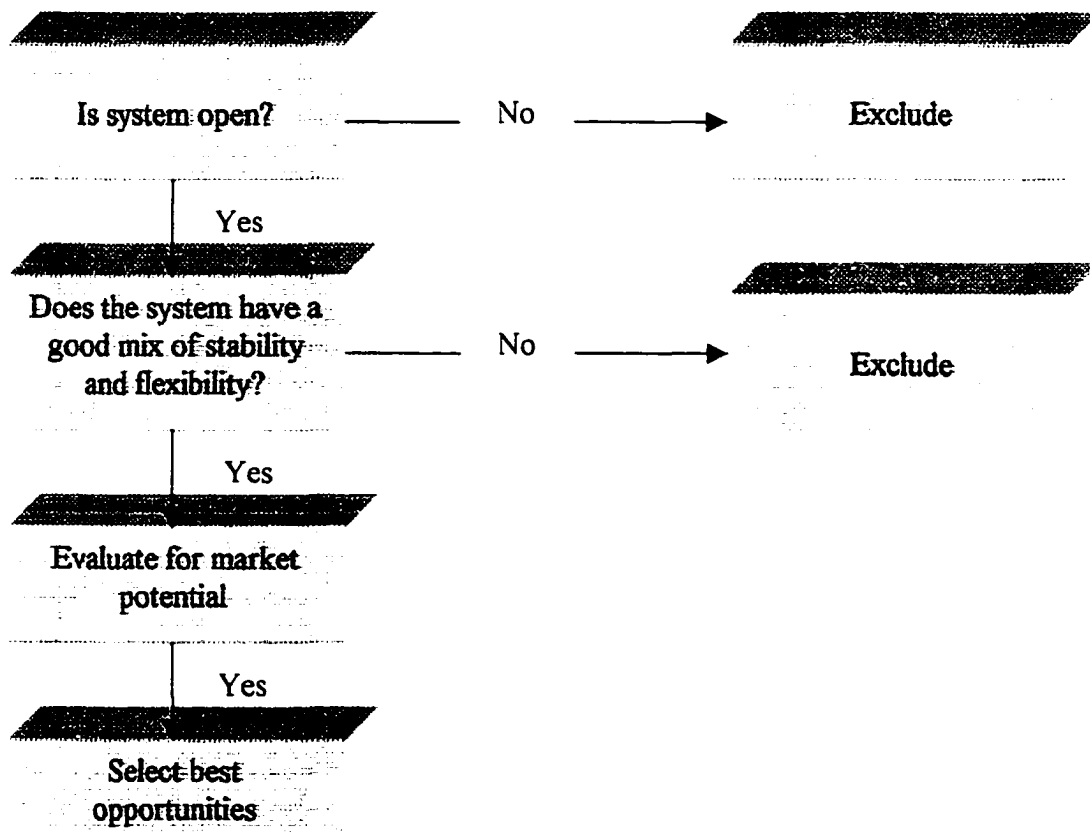 Is system open?
No
Exclude
Yes
Does the system have a
good mix of stability
and flexibility?
No
Exclude
Yes
Evaluate for market
potential
Yes
Select best
opportunities